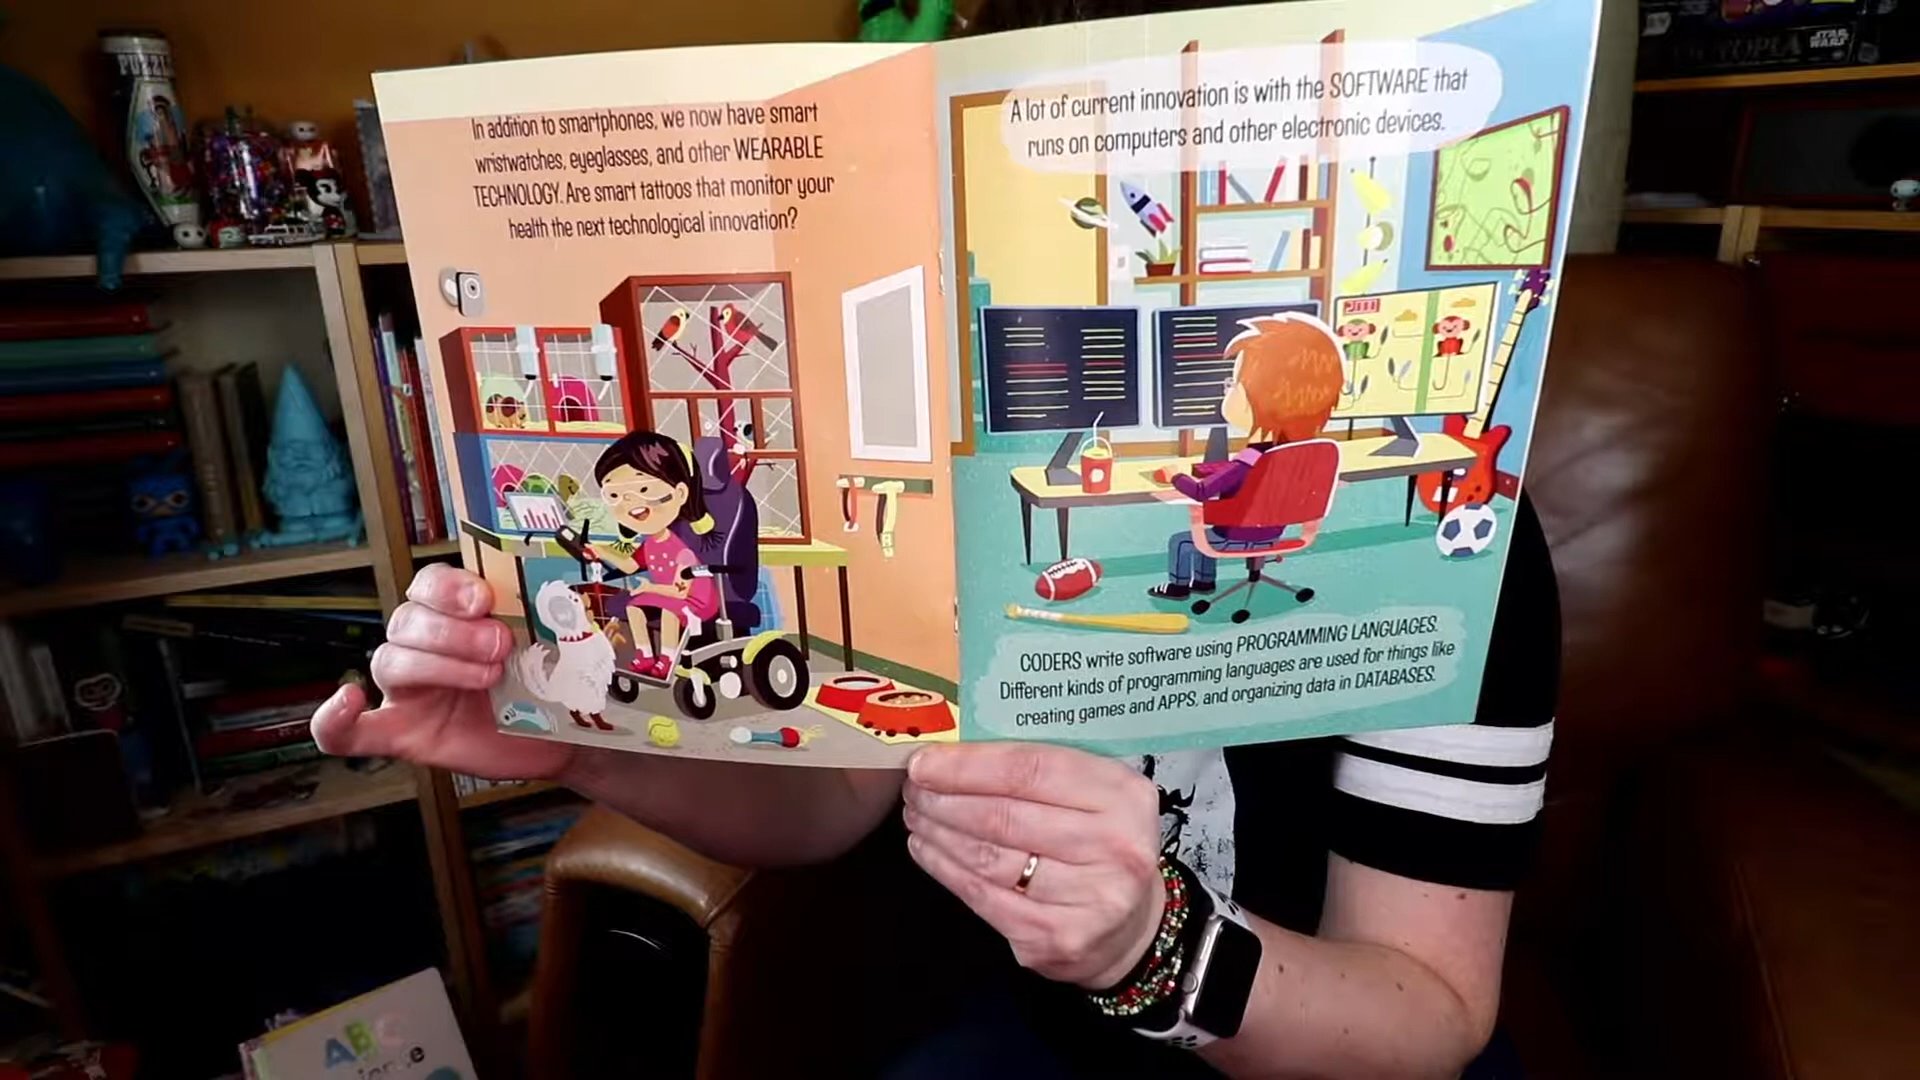 In addition to smartphones, we now have smart
wristwatches, eyeglasses, and other WEARABLE
TECHNOLOGY. Are smart tattoos that monitor your
health the next technological innovation?
A lot of current innovation is with the SOFTWARE that
runs on computers and other electronic devices.
CODERS write software using PROGRAMMING LANGUAGES.
Different kinds of programming languages are used for things like
creating games and APPS, and organizing data in DATABASES.
STAR
WARS
ABC